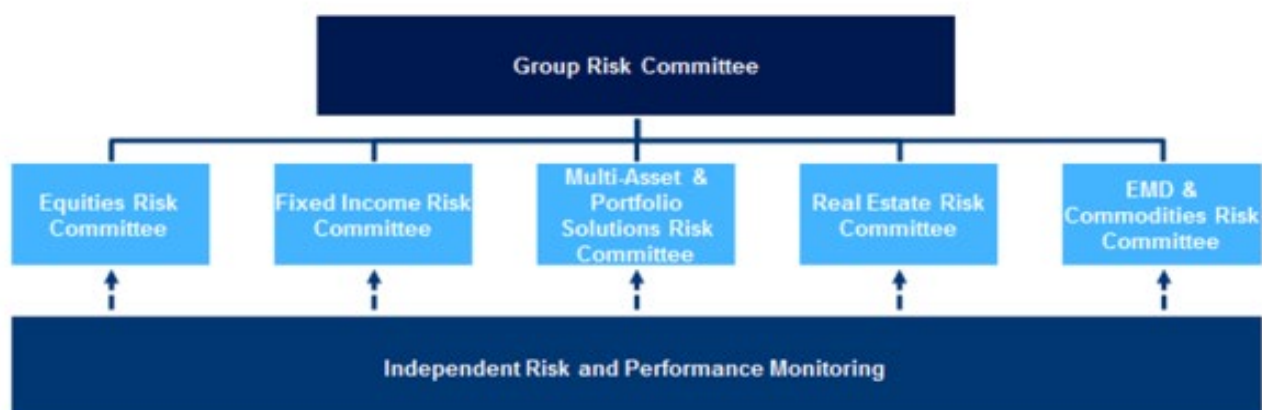 Group Risk Committee
Equities Risk
Committee
Fixed Income Risk
Committee
Multi-Asset &
Portfolio
Solutions Risk
Committee
Real Estate Risk
Committee
EMD &
Commodities Risk
Committee
Independent Risk and Performance Monitoring